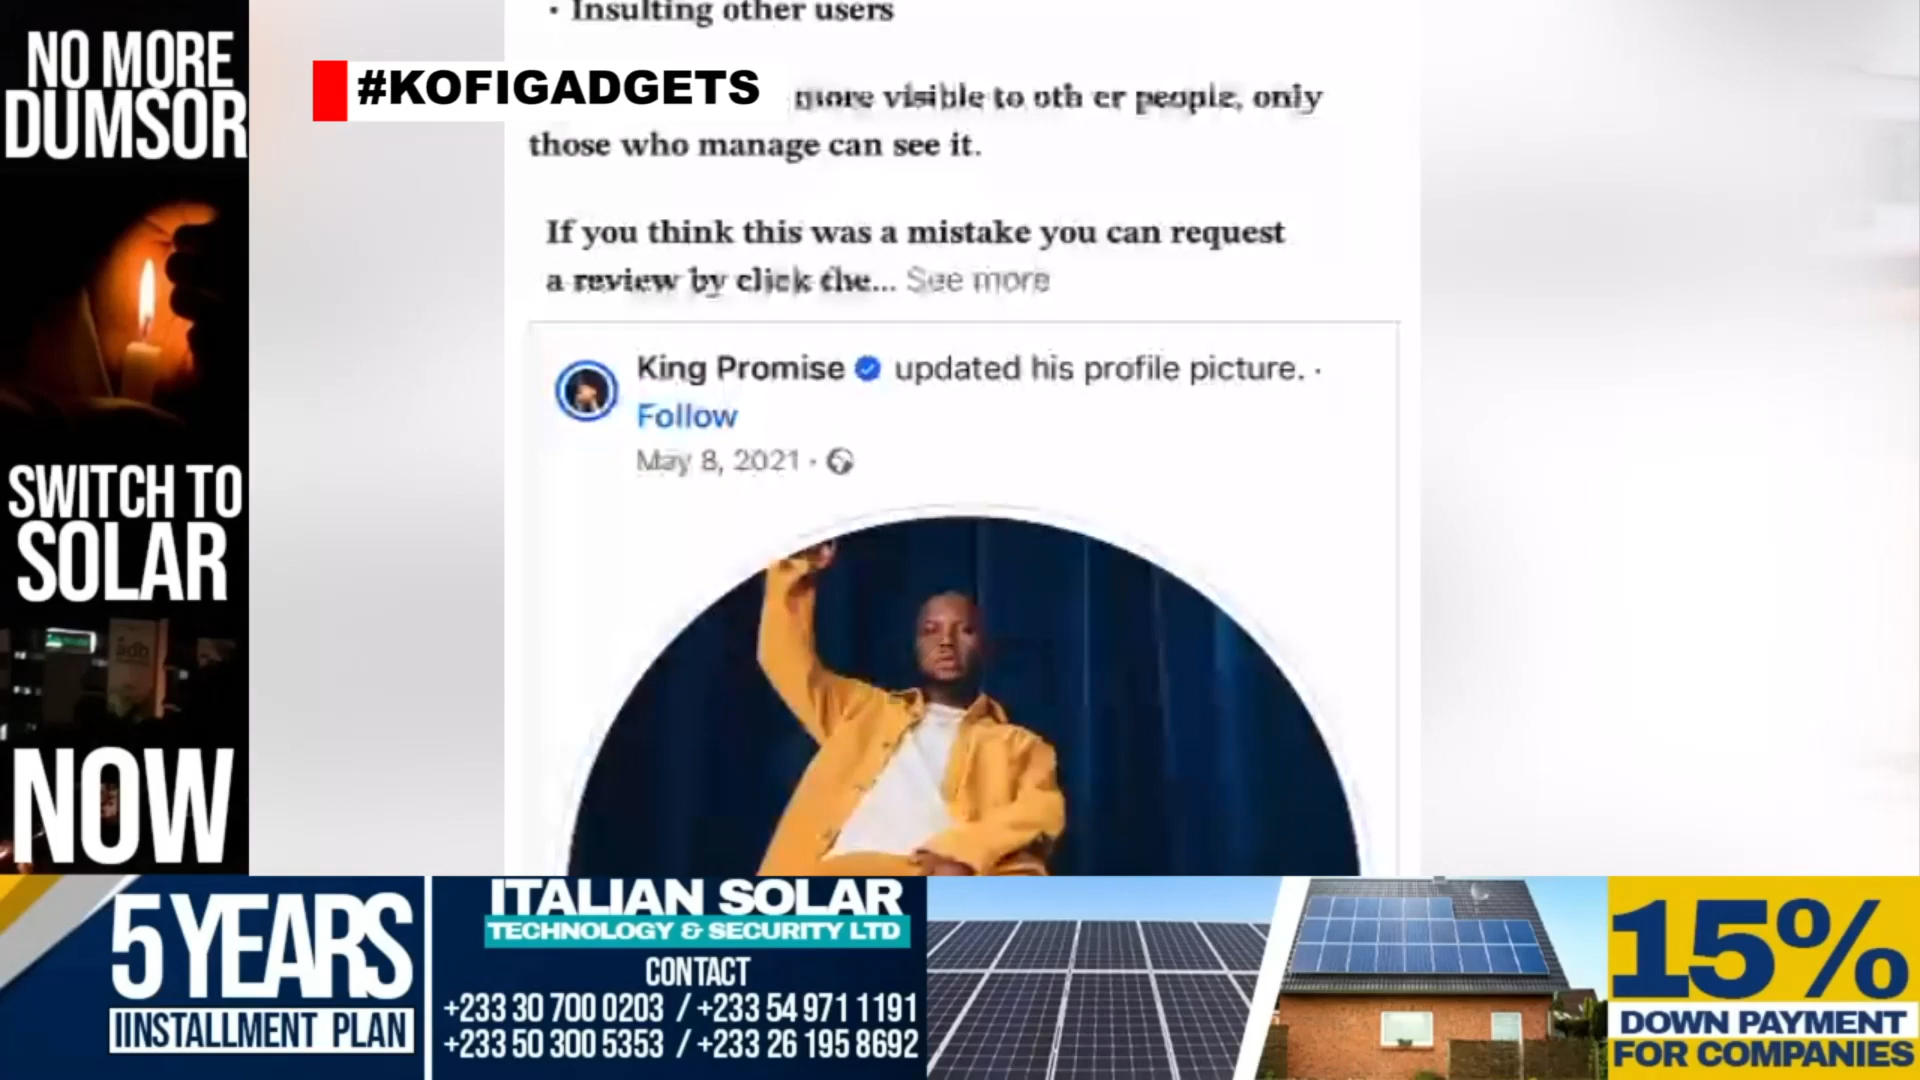 NO MORE
DUMSOR
SWITCH TO
SOLAR
NOW
#KOFIGADGETS
• Insulting other users
more visible to oth er people, only
those who manage can see it.
If you think this was a mistake you can request
a review by click the... See more
King Promise updated his profile picture. ·
Follow
May 8, 2021 ·
adb
5 YEARS
IINSTALLMENT PLAN
ITALIAN SOLAR
TECHNOLOGY & SECURITY LTD
CONTACT
+233 30 700 0203 / +233 54 971 1191
+233 50 300 5353 / +233 26 195 8692
15%
DOWN PAYMENT
FOR COMPANIES